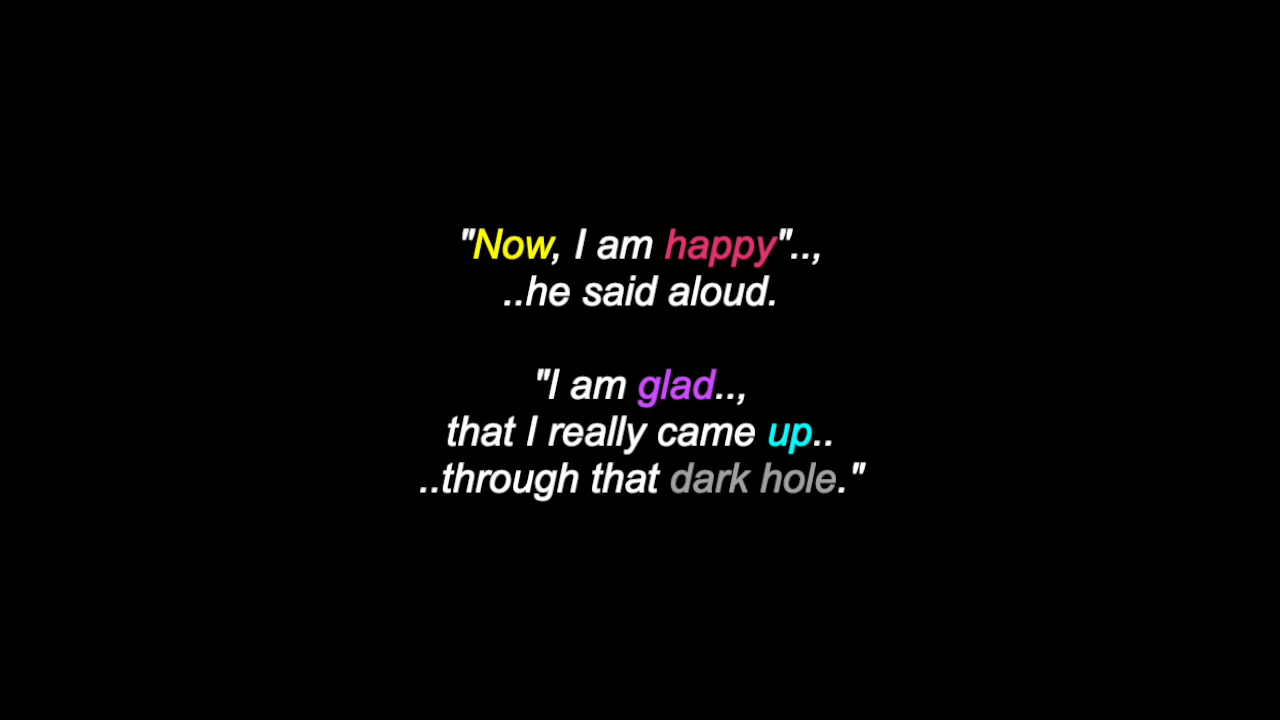 "Now, I am happy"..,
..he said aloud.
"I am glad..,
that I really came up..
..through that dark hole."